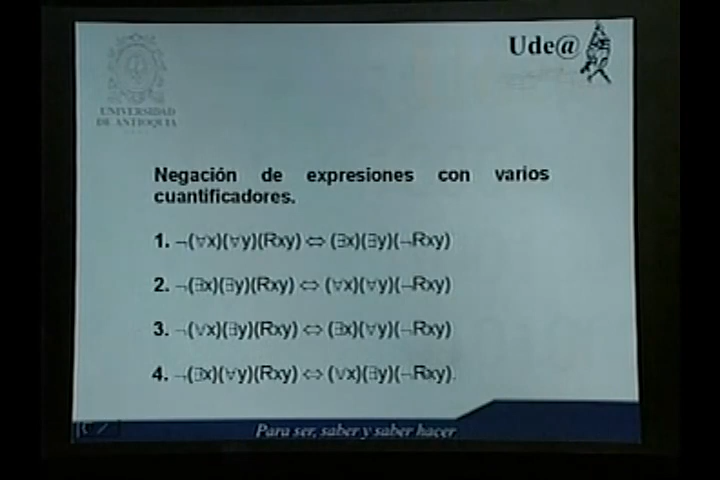 Ude@
UNIVERSIDAD
DE ANTIOQUIA
Negación de expresiones con varios
cuantificadores.
1. ¬(∀x)(∀y)(Rxy) ⇔ (∃x)(∃y)(¬Rxy)
2. ¬(∃x)(∃y)(Rxy) ⇔ (∀x)(∀y)(¬Rxy)
3. ¬(∀x)(∃y)(Rxy) ⇔ (∃x)(∀y)(¬Rxy)
4. ¬(∃x)(∀y)(Rxy) ⇔ (∀x)(∃y)(¬Rxy).
Para ser, saber y saber hacer